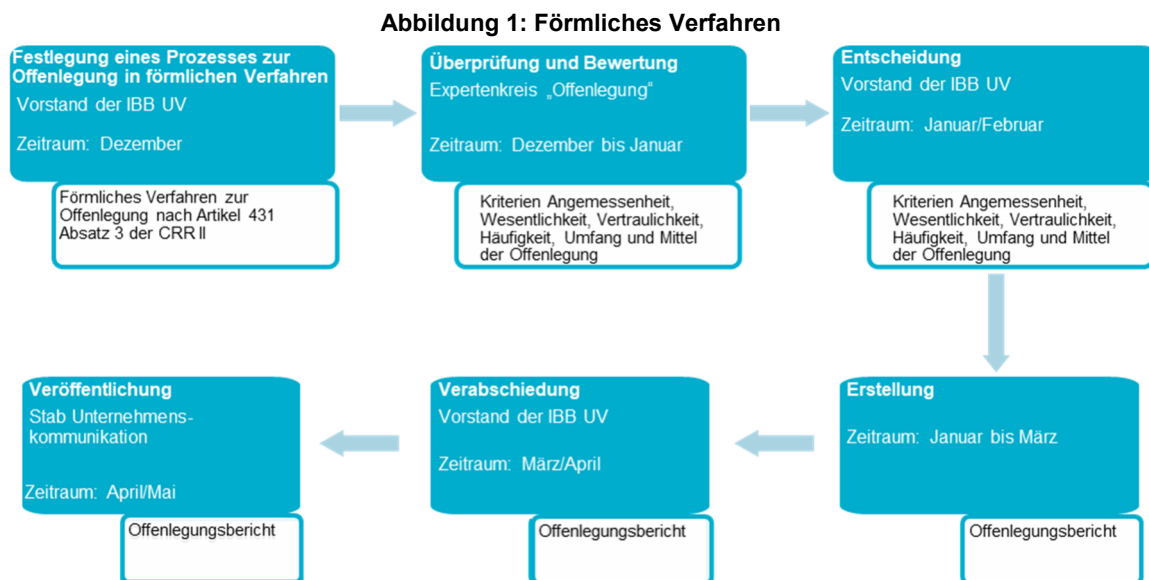 Abbildung 1: Förmliches Verfahren
Festlegung eines Prozesses zur
Offenlegung in förmlichen Verfahren
Vorstand der IBB UV
Zeitraum: Dezember
Förmliches Verfahren zur
Offenlegung nach Artikel 431
Absatz 3 der CRR II
Überprüfung und Bewertung
Expertenkreis „Offenlegung“
Zeitraum: Dezember bis Januar
Kriterien Angemessenheit,
Wesentlichkeit, Vertraulichkeit,
Häufigkeit, Umfang und Mittel
der Offenlegung
Entscheidung
Vorstand der IBB UV
Zeitraum: Januar/Februar
Kriterien Angemessenheit,
Wesentlichkeit, Vertraulichkeit,
Häufigkeit, Umfang und Mittel
der Offenlegung
Erstellung
Zeitraum: Januar bis März
Offenlegungsbericht
Verabschiedung
Vorstand der IBB UV
Zeitraum: März/April
Offenlegungsbericht
Veröffentlichung
Stab Unternehmens-
kommunikation
Zeitraum: April/Mai
Offenlegungsbericht